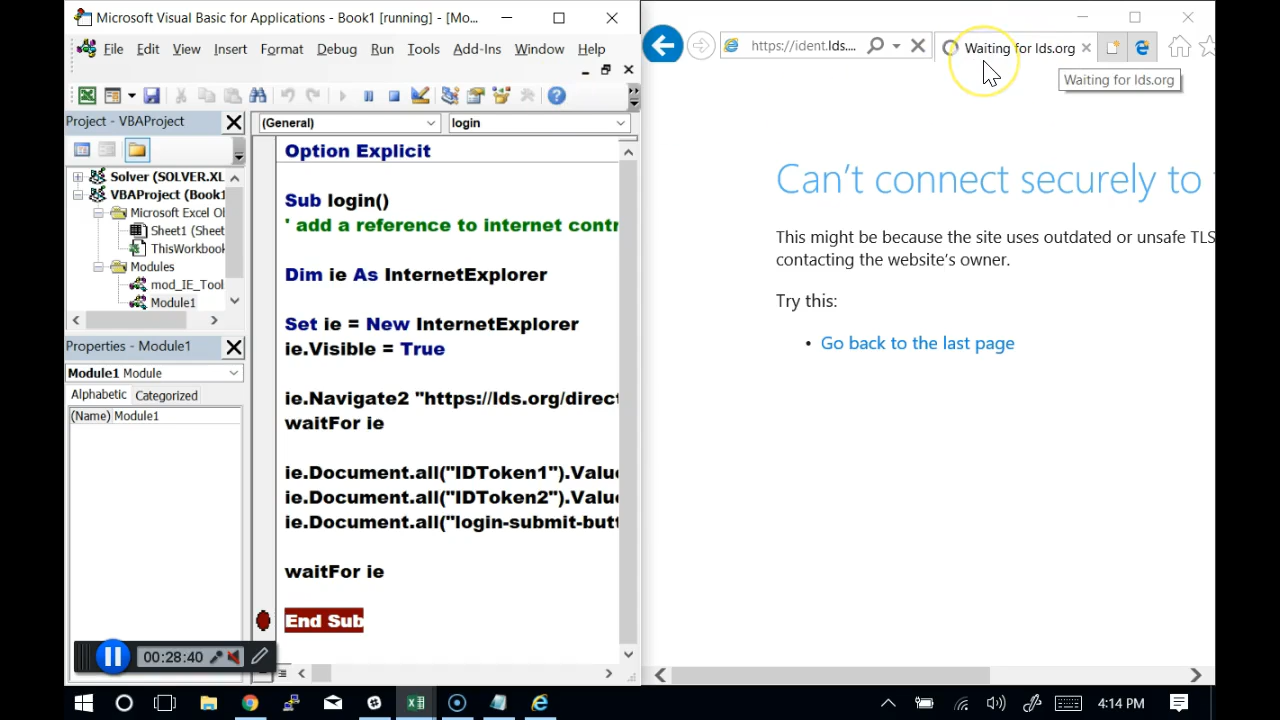 Microsoft Visual Basic for Applications - Book1 [running] - [Mo...
File Edit View Insert Format Debug Run Tools Add-Ins Window Help
Project - VBAProject
Solver (SOLVER.XL
VBAProject (Book1
Microsoft Excel Ol
Sheet1 (Sheet
ThisWorkbook
Modules
mod_IE_Tool
Module1
Properties - Module1
Module1 Module
Alphabetic Categorized
(Name) Module1
(General) login
Option Explicit
Sub login()
' add a reference to internet contr
Dim ie As InternetExplorer
Set ie = New InternetExplorer
ie.Visible = True
ie.Navigate2 "https://lds.org/direct
waitFor ie
ie.Document.all("IDToken1").Valu
ie.Document.all("IDToken2").Valu
ie.Document.all("login-submit-butt
waitFor ie
End Sub
00:28:40
https://ident.lds....
Waiting for lds.org
Waiting for lds.org
Can't connect securely to
This might be because the site uses outdated or unsafe TLS
contacting the website's owner.
Try this:
• Go back to the last page
4:14 PM